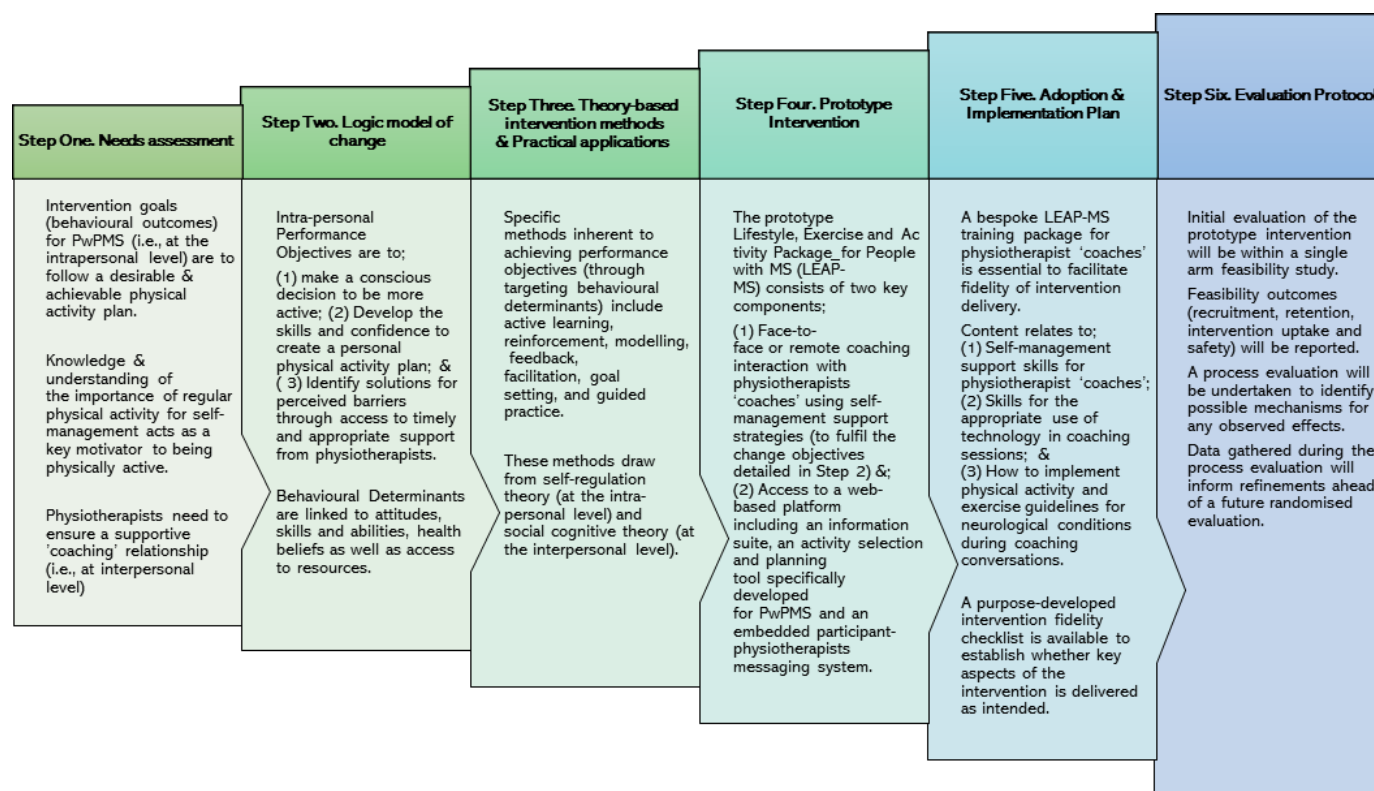 Step One. Needs assessment
Intervention goals
(behavioural outcomes)
for PwPMS (i.e., at the
intrapersonal level) are to
follow a desirable &
achievable physical
activity plan.
Knowledge &
understanding of
the importance of regular
physical activity for self-
management acts as a
key motivator to being
physically active.
Physiotherapists need to
ensure a supportive
'coaching' relationship
(i.e., at interpersonal
level)
Step Two. Logic model of
change
Intra-personal
Performance
Objectives are to;
(1) make a conscious
decision to be more
active; (2) Develop the
skills and confidence to
create a personal
physical activity plan; &
( 3) Identify solutions for
perceived barriers
through access to timely
and appropriate support
from physiotherapists.
Behavioural Determinants
are linked to attitudes,
skills and abilities, health
beliefs as well as access
to resources.
Step Three. Theory-based
intervention methods
& Practical applications
Specific
methods inherent to
achieving performance
objectives (through
targeting behavioural
determinants) include
active learning,
reinforcement, modelling,
feedback,
facilitation, goal
setting, and guided
practice.
These methods draw
from self-regulation
theory (at the intra-
personal level) and
social cognitive theory (at
the interpersonal level).
Step Four. Prototype
Intervention
The prototype
Lifestyle, Exercise and Ac
tivity Package_for People
with MS (LEAP-
MS) consists of two key
components;
(1) Face-to-
face or remote coaching
interaction with
physiotherapists
'coaches' using self-
management support
strategies (to fulfil the
change objectives
detailed in Step 2) &;
(2) Access to a web-
based platform
including an information
suite, an activity selection
and planning
tool specifically
developed
for PwPMS and an
embedded participant-
physiotherapists
messaging system.
Step Five. Adoption &
Implementation Plan
A bespoke LEAP-MS
training package for
physiotherapist 'coaches'
is essential to facilitate
fidelity of intervention
delivery.
Content relates to;
(1) Self-management
support skills for
physiotherapist 'coaches';
(2) Skills for the
appropriate use of
technology in coaching
sessions; &
(3) How to implement
physical activity and
exercise guidelines for
neurological conditions
during coaching
conversations.
A purpose-developed
intervention fidelity
checklist is available to
establish whether key
aspects of the
intervention is delivered
as intended.
Step Six. Evaluation Protocol
Initial evaluation of the
prototype intervention
will be within a single
arm feasibility study.
Feasibility outcomes
(recruitment, retention,
intervention uptake and
safety) will be reported.
A process evaluation will
be undertaken to identify
possible mechanisms for
any observed effects.
Data gathered during the
process evaluation will
inform refinements ahead
of a future randomised
evaluation.